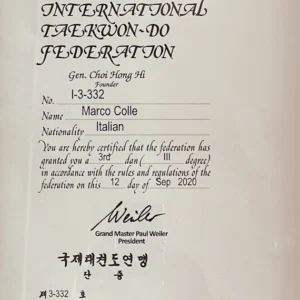 INTERNATIONAL
TAEKWON-DO
FEDERATION
Gen. Choi Hong Hi
Founder
No. I-3-332
Name Marco Colle
Nationality Italian
You are hereby certified that the federation has
granted you a 3rd dan ( III degree)
in accordance with the rules and regulations of the
federation on this 12 day of Sep 2020
Weiler
Grand Master Paul Weiler
President
국제태권도연맹
단증
제 3-332 호